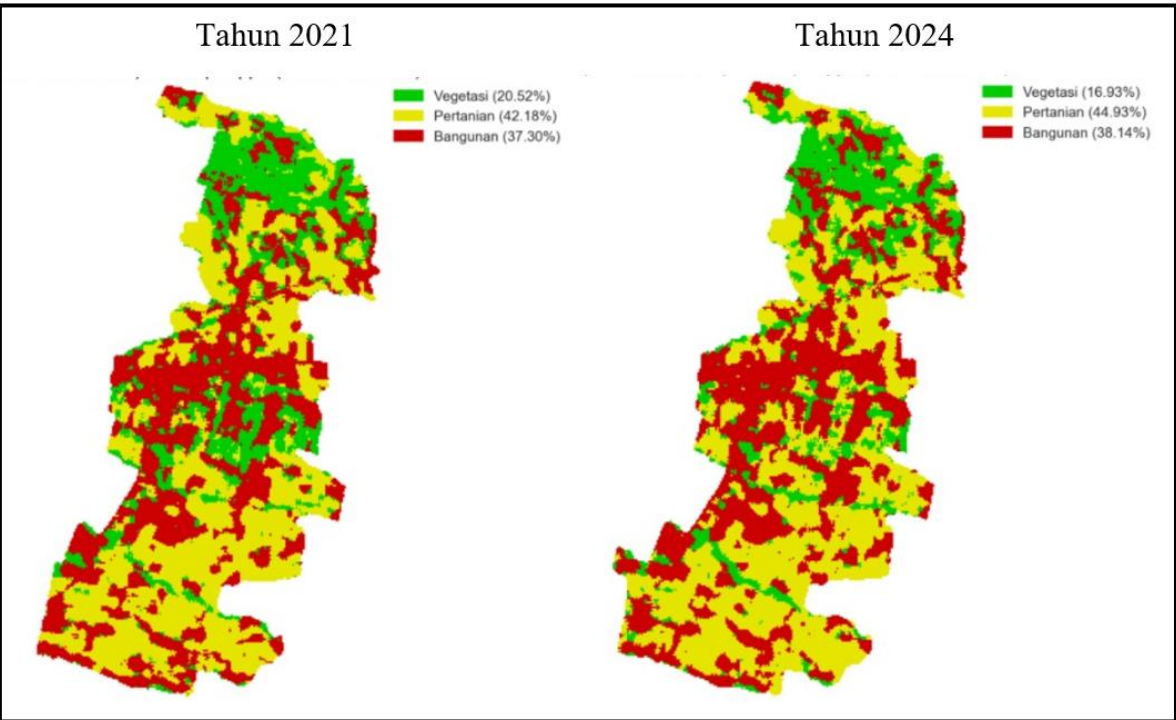 Tahun 2021
Vegetasi (20.52%)
Pertanian (42.18%)
Bangunan (37.30%)
Tahun 2024
Vegetasi (16.93%)
Pertanian (44.93%)
Bangunan (38.14%)